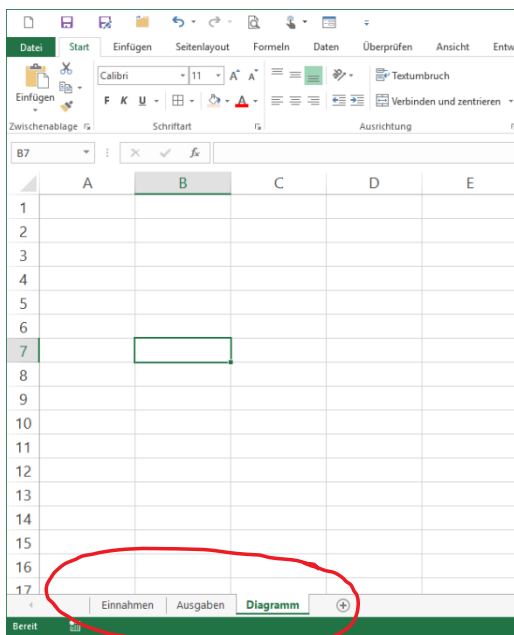 Datei Start Einfügen Seitenlayout Formeln Daten Überprüfen Ansicht Entw
Calibri 11 A A Textumbruch
Einfügen F K U A Verbinden und zentrieren
Zwischenablage Schriftart Ausrichtung
B7 fx
A B C D E
1
2
3
4
5
6
7
8
9
10
11
12
13
14
15
16
17
Einnahmen Ausgaben Diagramm
Bereit